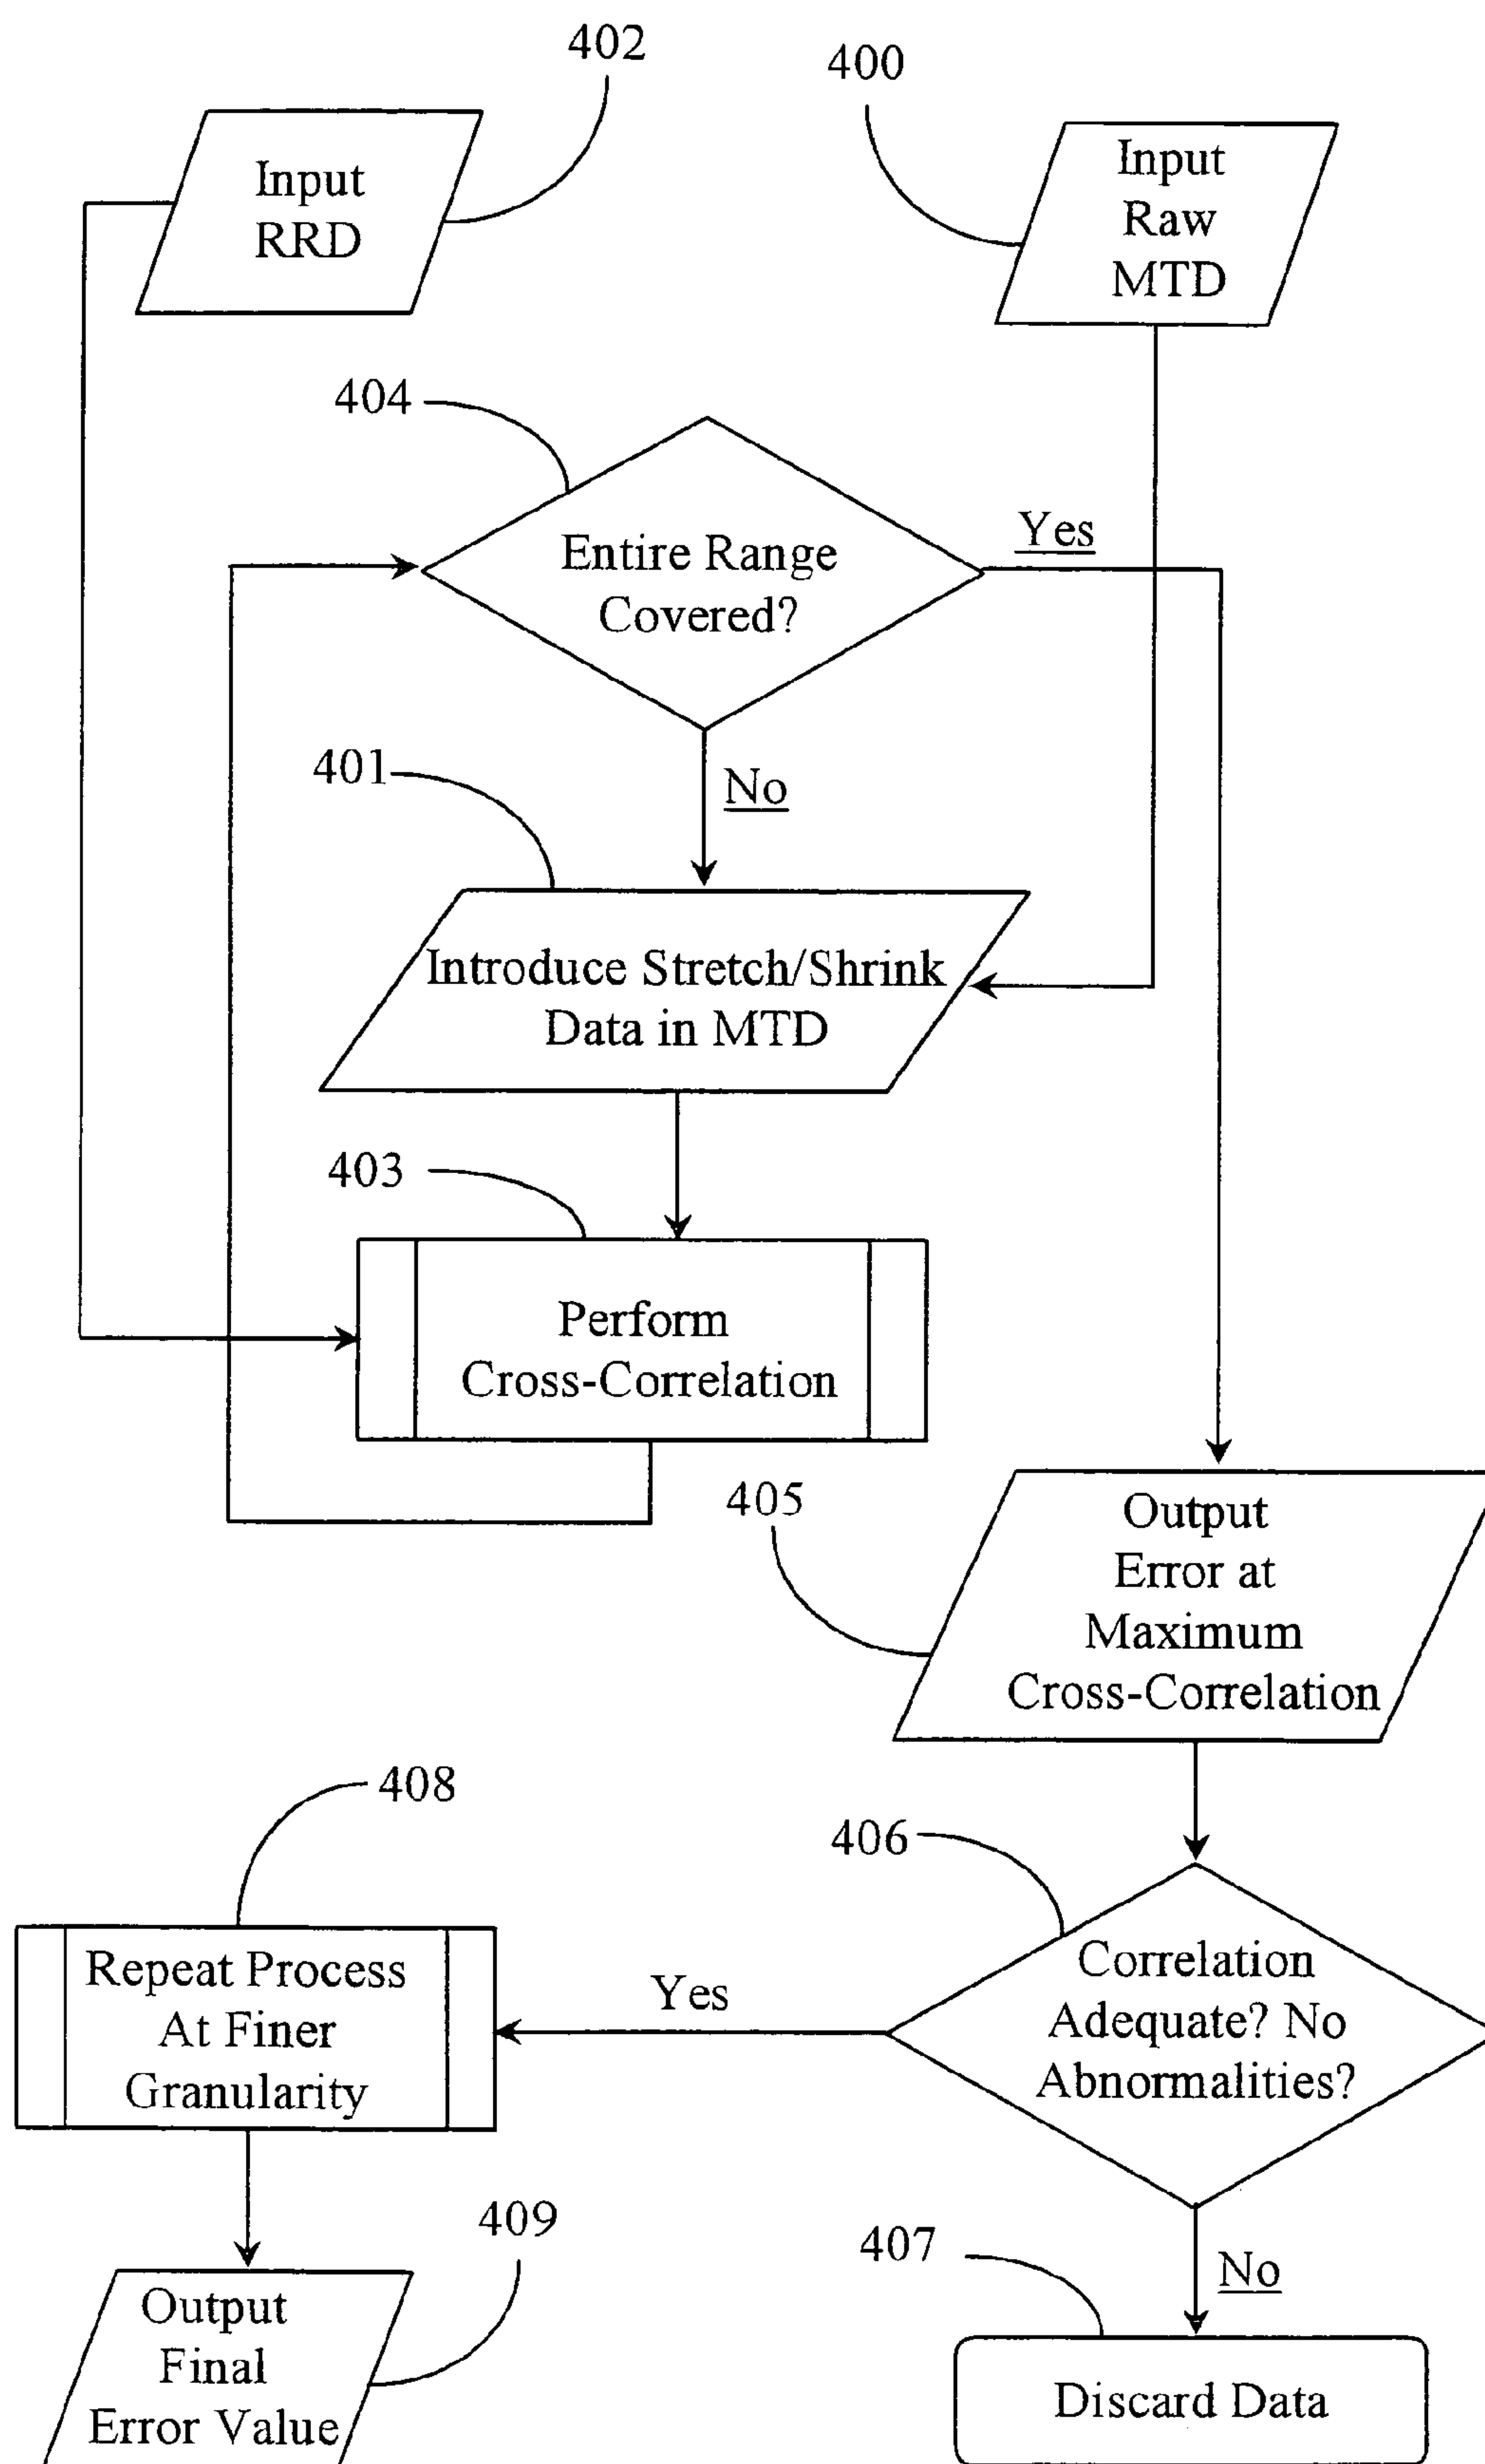 402
400
Input
RRD
Input
Raw
MTD
404
Entire Range
Covered?
Yes
401
No
Introduce Stretch/Shrink
Data in MTD
403
Perform
Cross-Correlation
405
Output
Error at
Maximum
Cross-Correlation
408
406
Repeat Process
At Finer
Granularity
Yes
Correlation
Adequate? No
Abnormalities?
409
407
No
Output
Final
Error Value
Discard Data